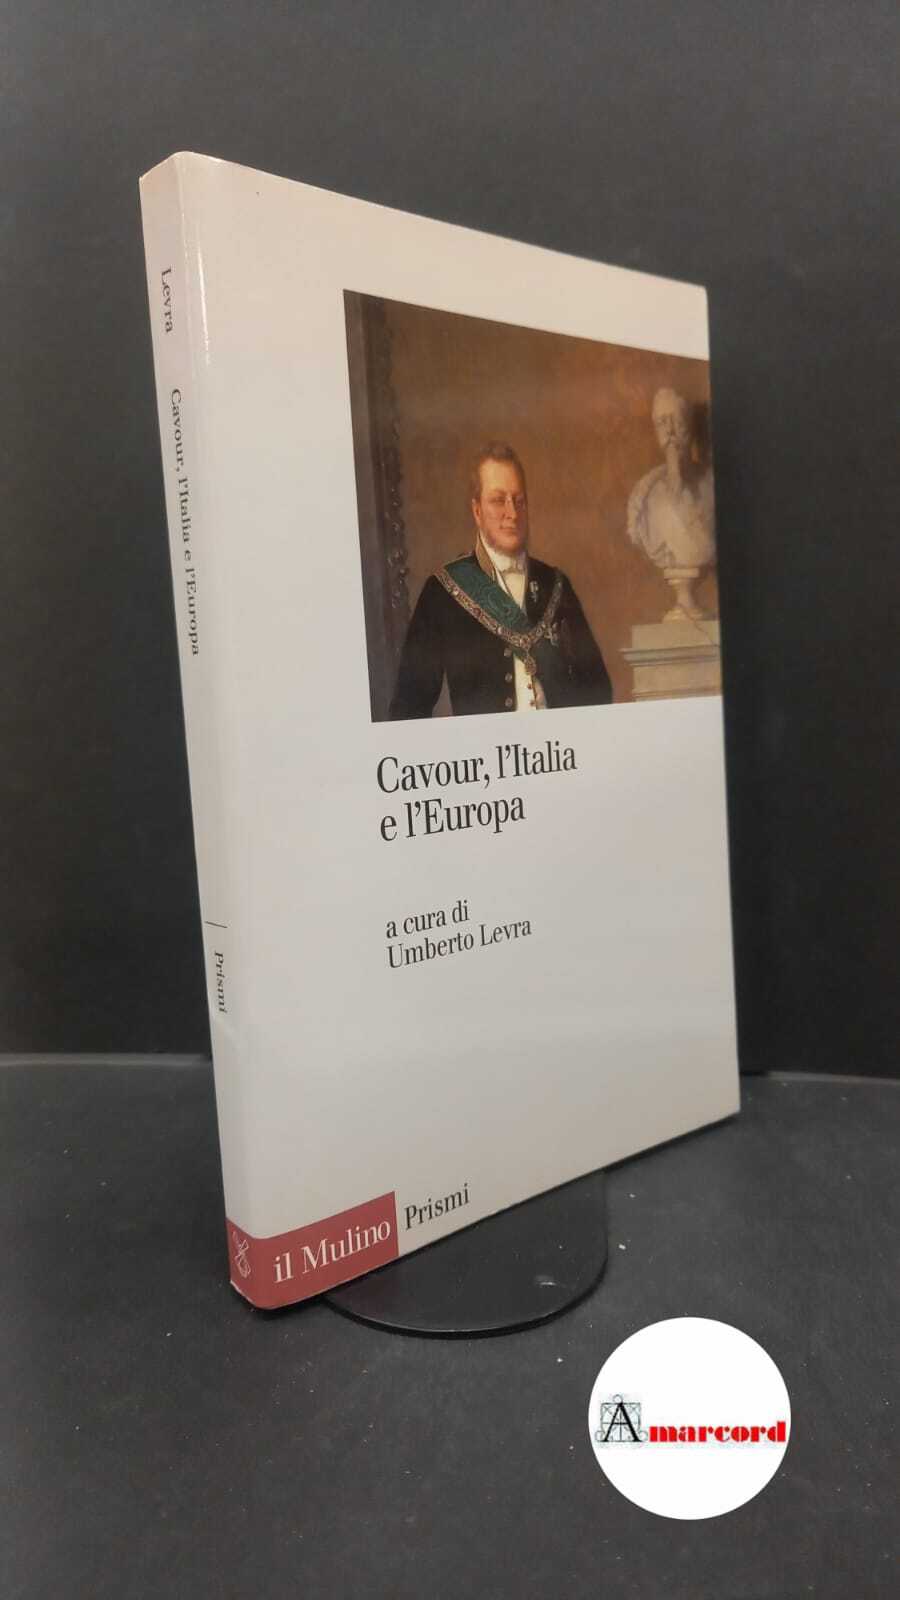 Levra
Cavour, l'Italia e l'Europa
Prismi
Cavour, l'Italia
e l'Europa
a cura di
Umberto Levra
il Mulino
Prismi
Amarcord